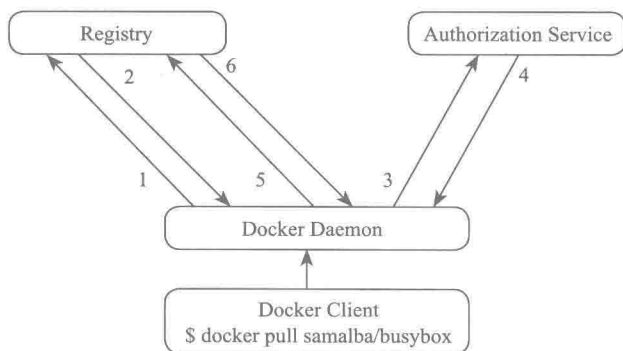 Registry
Authorization Service
2
6
4
1
5
3
Docker Daemon
Docker Client
$ docker pull samalba/busybox